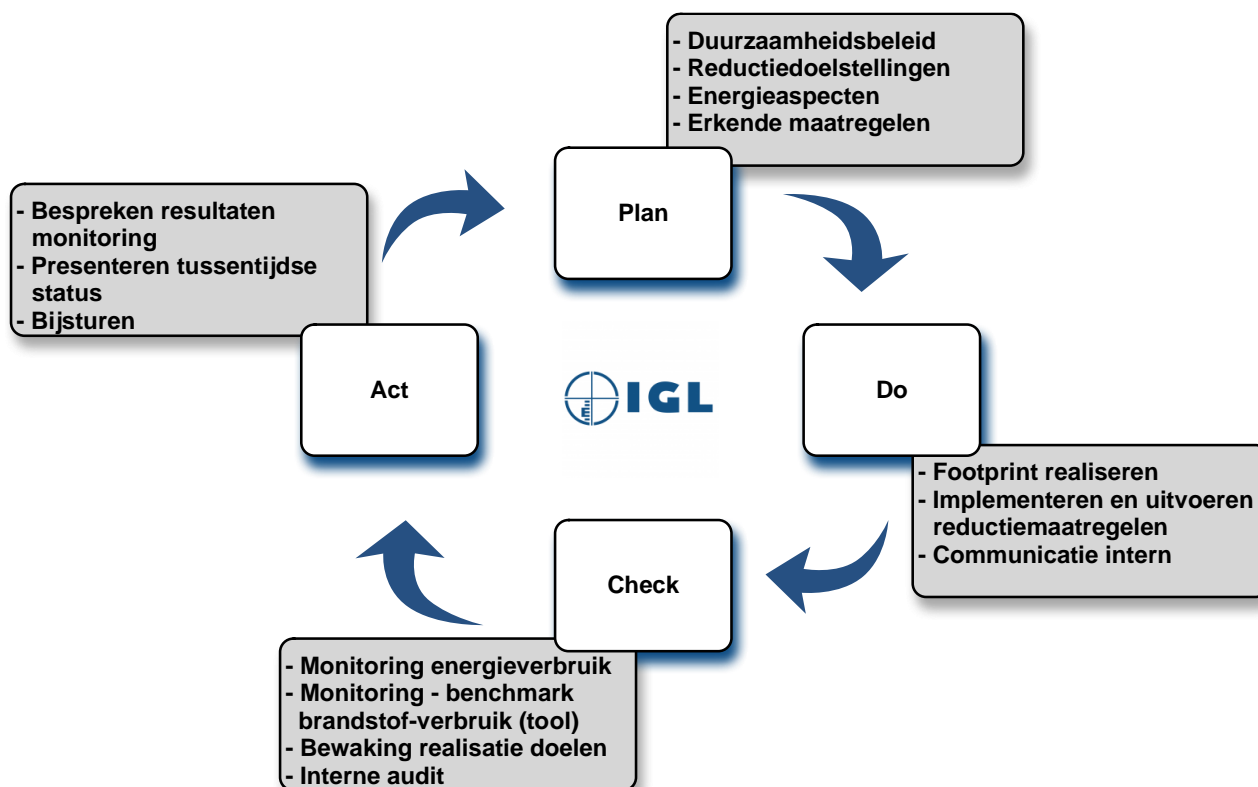 - Duurzaamheidsbeleid
- Reductiedoelstellingen
- Energieaspecten
- Erkende maatregelen
Plan
- Bespreken resultaten
monitoring
- Presenteren tussentijdse
status
- Bijsturen
Act
IGL
Do
- Footprint realiseren
- Implementeren en uitvoeren
reductiemaatregelen
- Communicatie intern
Check
- Monitoring energieverbruik
- Monitoring - benchmark
brandstof-verbruik (tool)
- Bewaking realisatie doelen
- Interne audit